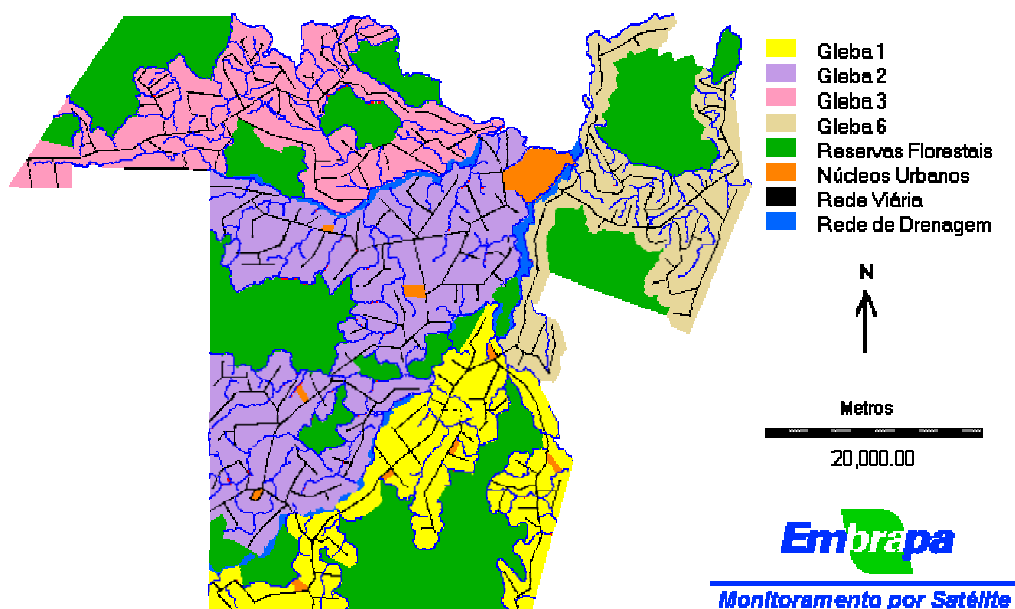 Gleba 1
Gleba 2
Gleba 3
Gleba 6
Reservas Florestais
Núcleos Urbanos
Rede Viária
Rede de Drenagem
N
Metros
20,000.00
Embrapa
Monitoramento por Satélite